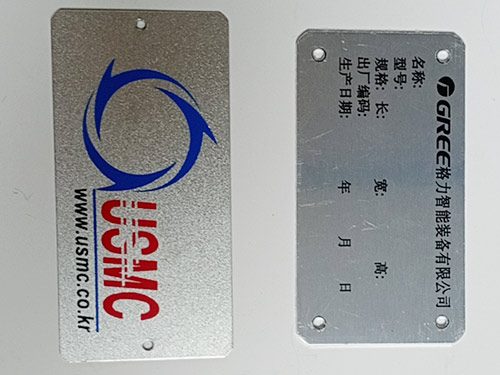 USMC
www.usmc.co.kr
GREE格力智能装备有限公司
名称:
型号:
规格: 长: 宽: 高:
出厂编码:
生产日期: 年 月 日